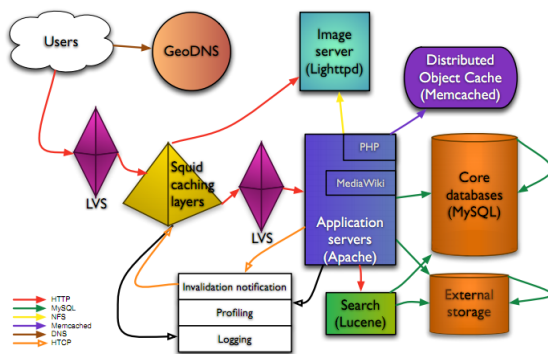 Users
GeoDNS
Image
server
(Lighttpd)
Distributed
Object Cache
(Memcached)
LVS
Squid
caching
layers
LVS
PHP
MediaWiki
Application
servers
(Apache)
Core
databases
(MySQL)
Invalidation notification
Profiling
Logging
Search
(Lucene)
External
storage
HTTP
MySQL
NFS
Memcached
DNS
HTCP